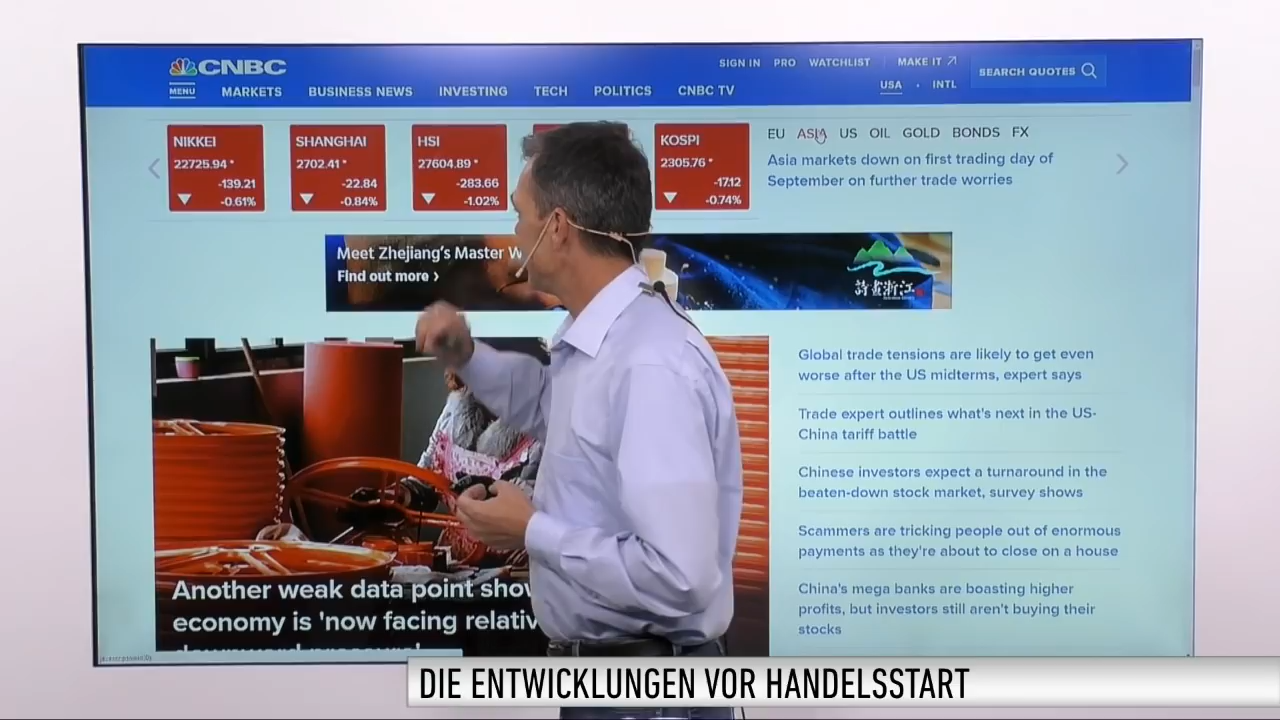 CNBC
SIGN IN PRO WATCHLIST MAKE IT
SEARCH QUOTES
USA · INTL
MENU MARKETS BUSINESS NEWS INVESTING TECH POLITICS CNBC TV
EU ASIA US OIL GOLD BONDS FX
NIKKEI
22725.94 *
-139.21
-0.61%
SHANGHAI
2702.41 *
-22.84
-0.84%
HSI
27604.89 *
-283.66
-1.02%
KOSPI
2305.76 *
-17.12
-0.74%
Asia markets down on first trading day of
September on further trade worries
Meet Zhejiang's Master W
Find out more ›
詩畫浙江
Global trade tensions are likely to get even
worse after the US midterms, expert says
Trade expert outlines what's next in the US-
China tariff battle
Chinese investors expect a turnaround in the
beaten-down stock market, survey shows
Scammers are tricking people out of enormous
payments as they're about to close on a house
China's mega banks are boasting higher
profits, but investors still aren't buying their
stocks
Another weak data point show
economy is 'now facing relativ
DIE ENTWICKLUNGEN VOR HANDELSSTART